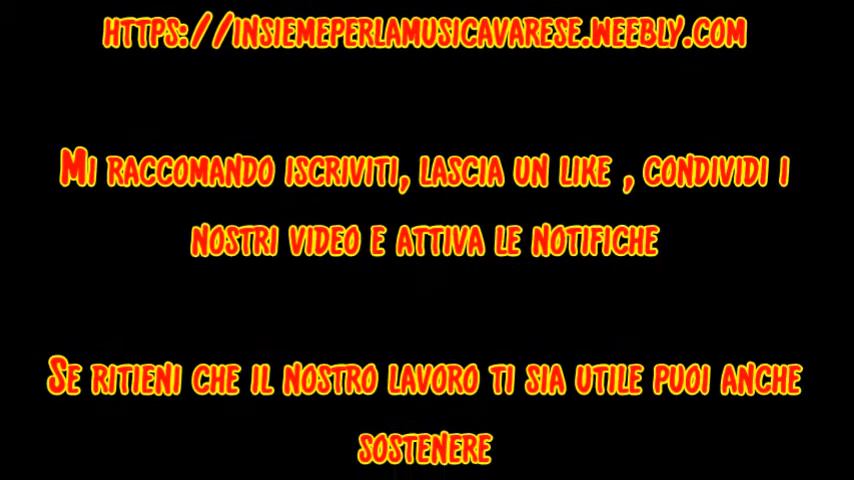 https://insiemeperlamusicavarese.weebly.com
Mi raccomando iscriviti, lascia un like , condividi i
nostri video e attiva le notifiche
Se ritieni che il nostro lavoro ti sia utile puoi anche
sostenere